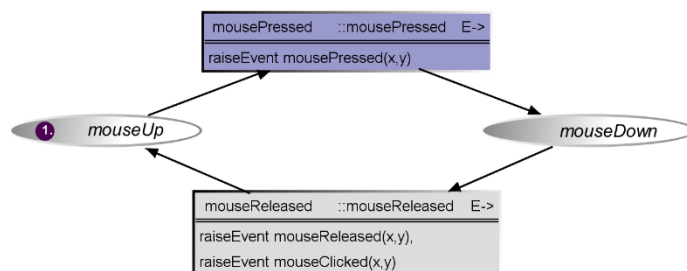 mousePressed ::mousePressed E->
raiseEvent mousePressed(x,y)
1. mouseUp
mouseDown
mouseReleased ::mouseReleased E->
raiseEvent mouseReleased(x,y),
raiseEvent mouseClicked(x,y)